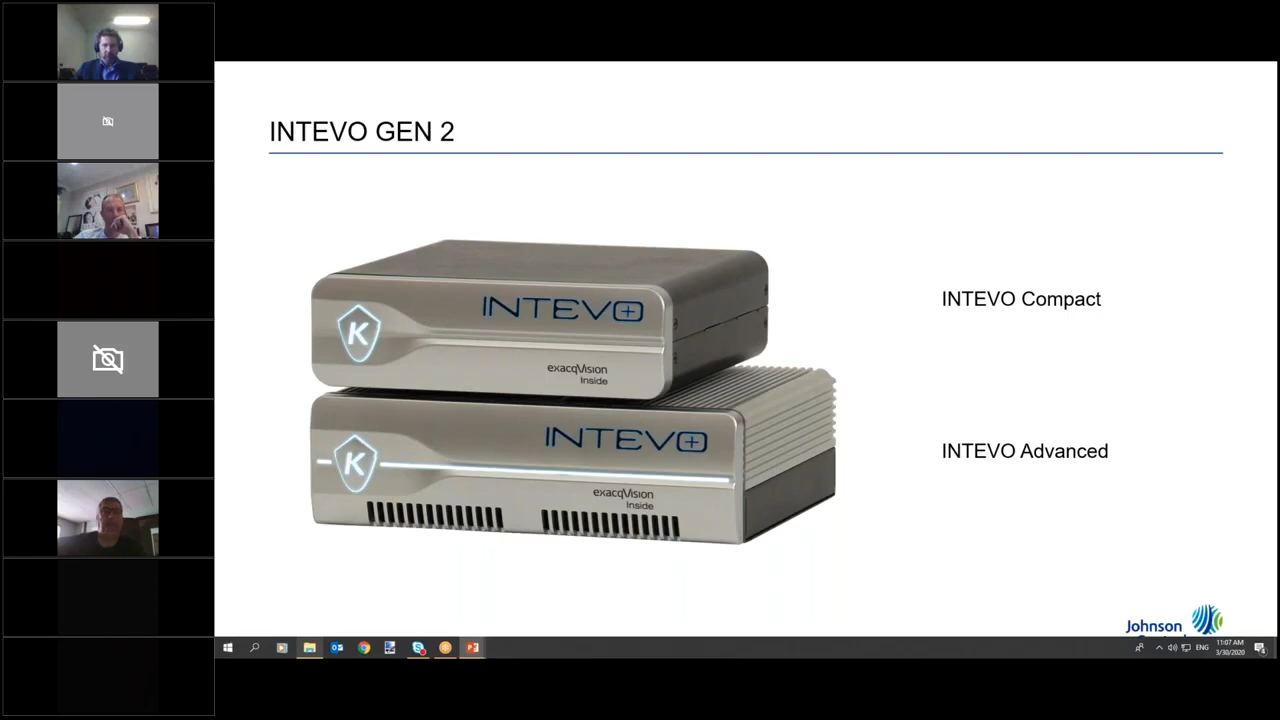 INTEVO GEN 2
INTEVO
K
exacqVision
Inside
INTEVO Compact
INTEVO
K
exacqVision
Inside
INTEVO Advanced
Johnson
ENG
11:07 AM
3/30/2020